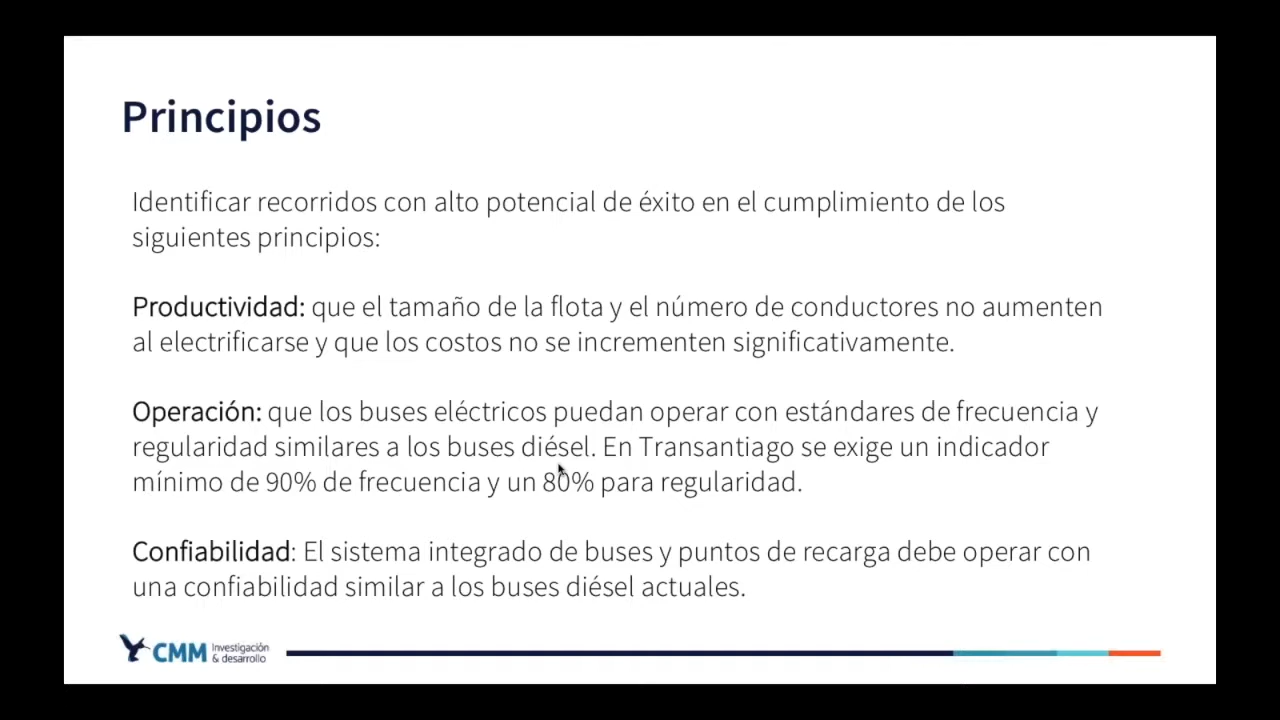 Principios
Identificar recorridos con alto potencial de éxito en el cumplimiento de los
siguientes principios:
Productividad: que el tamaño de la flota y el número de conductores no aumenten
al electrificarse y que los costos no se incrementen significativamente.
Operación: que los buses eléctricos puedan operar con estándares de frecuencia y
regularidad similares a los buses diésel. En Transantiago se exige un indicador
mínimo de 90% de frecuencia y un 80% para regularidad.
Confiabilidad: El sistema integrado de buses y puntos de recarga debe operar con
una confiabilidad similar a los buses diésel actuales.
CMM Investigación
& desarrollo